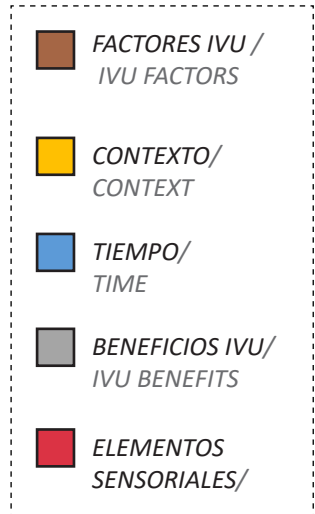 FACTORES IVU /
IVU FACTORS
CONTEXTO/
CONTEXT
TIEMPO/
TIME
BENEFICIOS IVU/
IVU BENEFITS
ELEMENTOS
SENSORIALES/